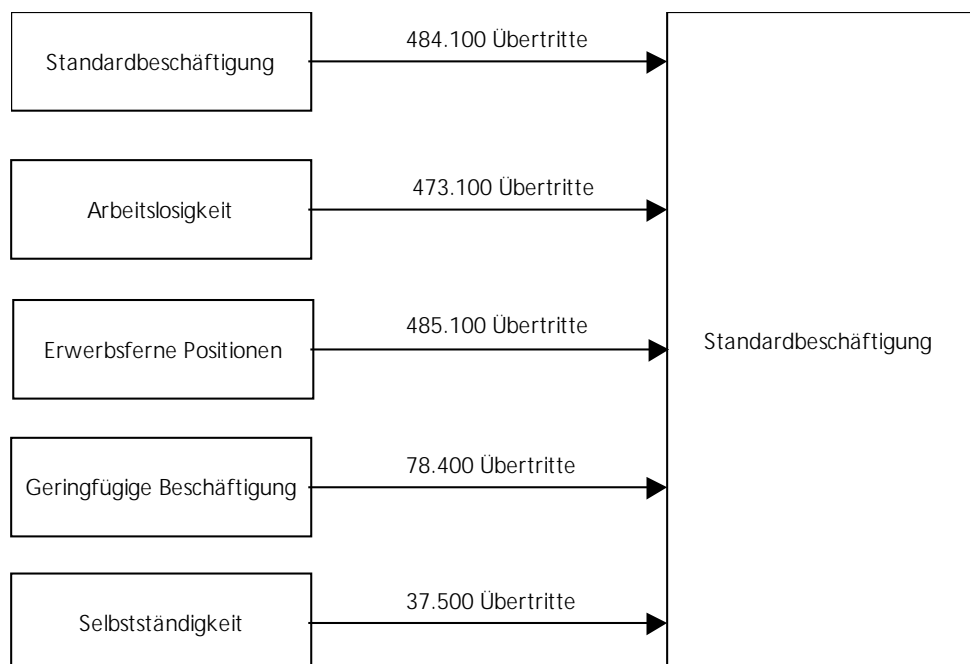 Standardbeschäftigung
484.100 Übertritte
Arbeitslosigkeit
473.100 Übertritte
Erwerbsferne Positionen
485.100 Übertritte
Standardbeschäftigung
Geringfügige Beschäftigung
78.400 Übertritte
Selbstständigkeit
37.500 Übertritte